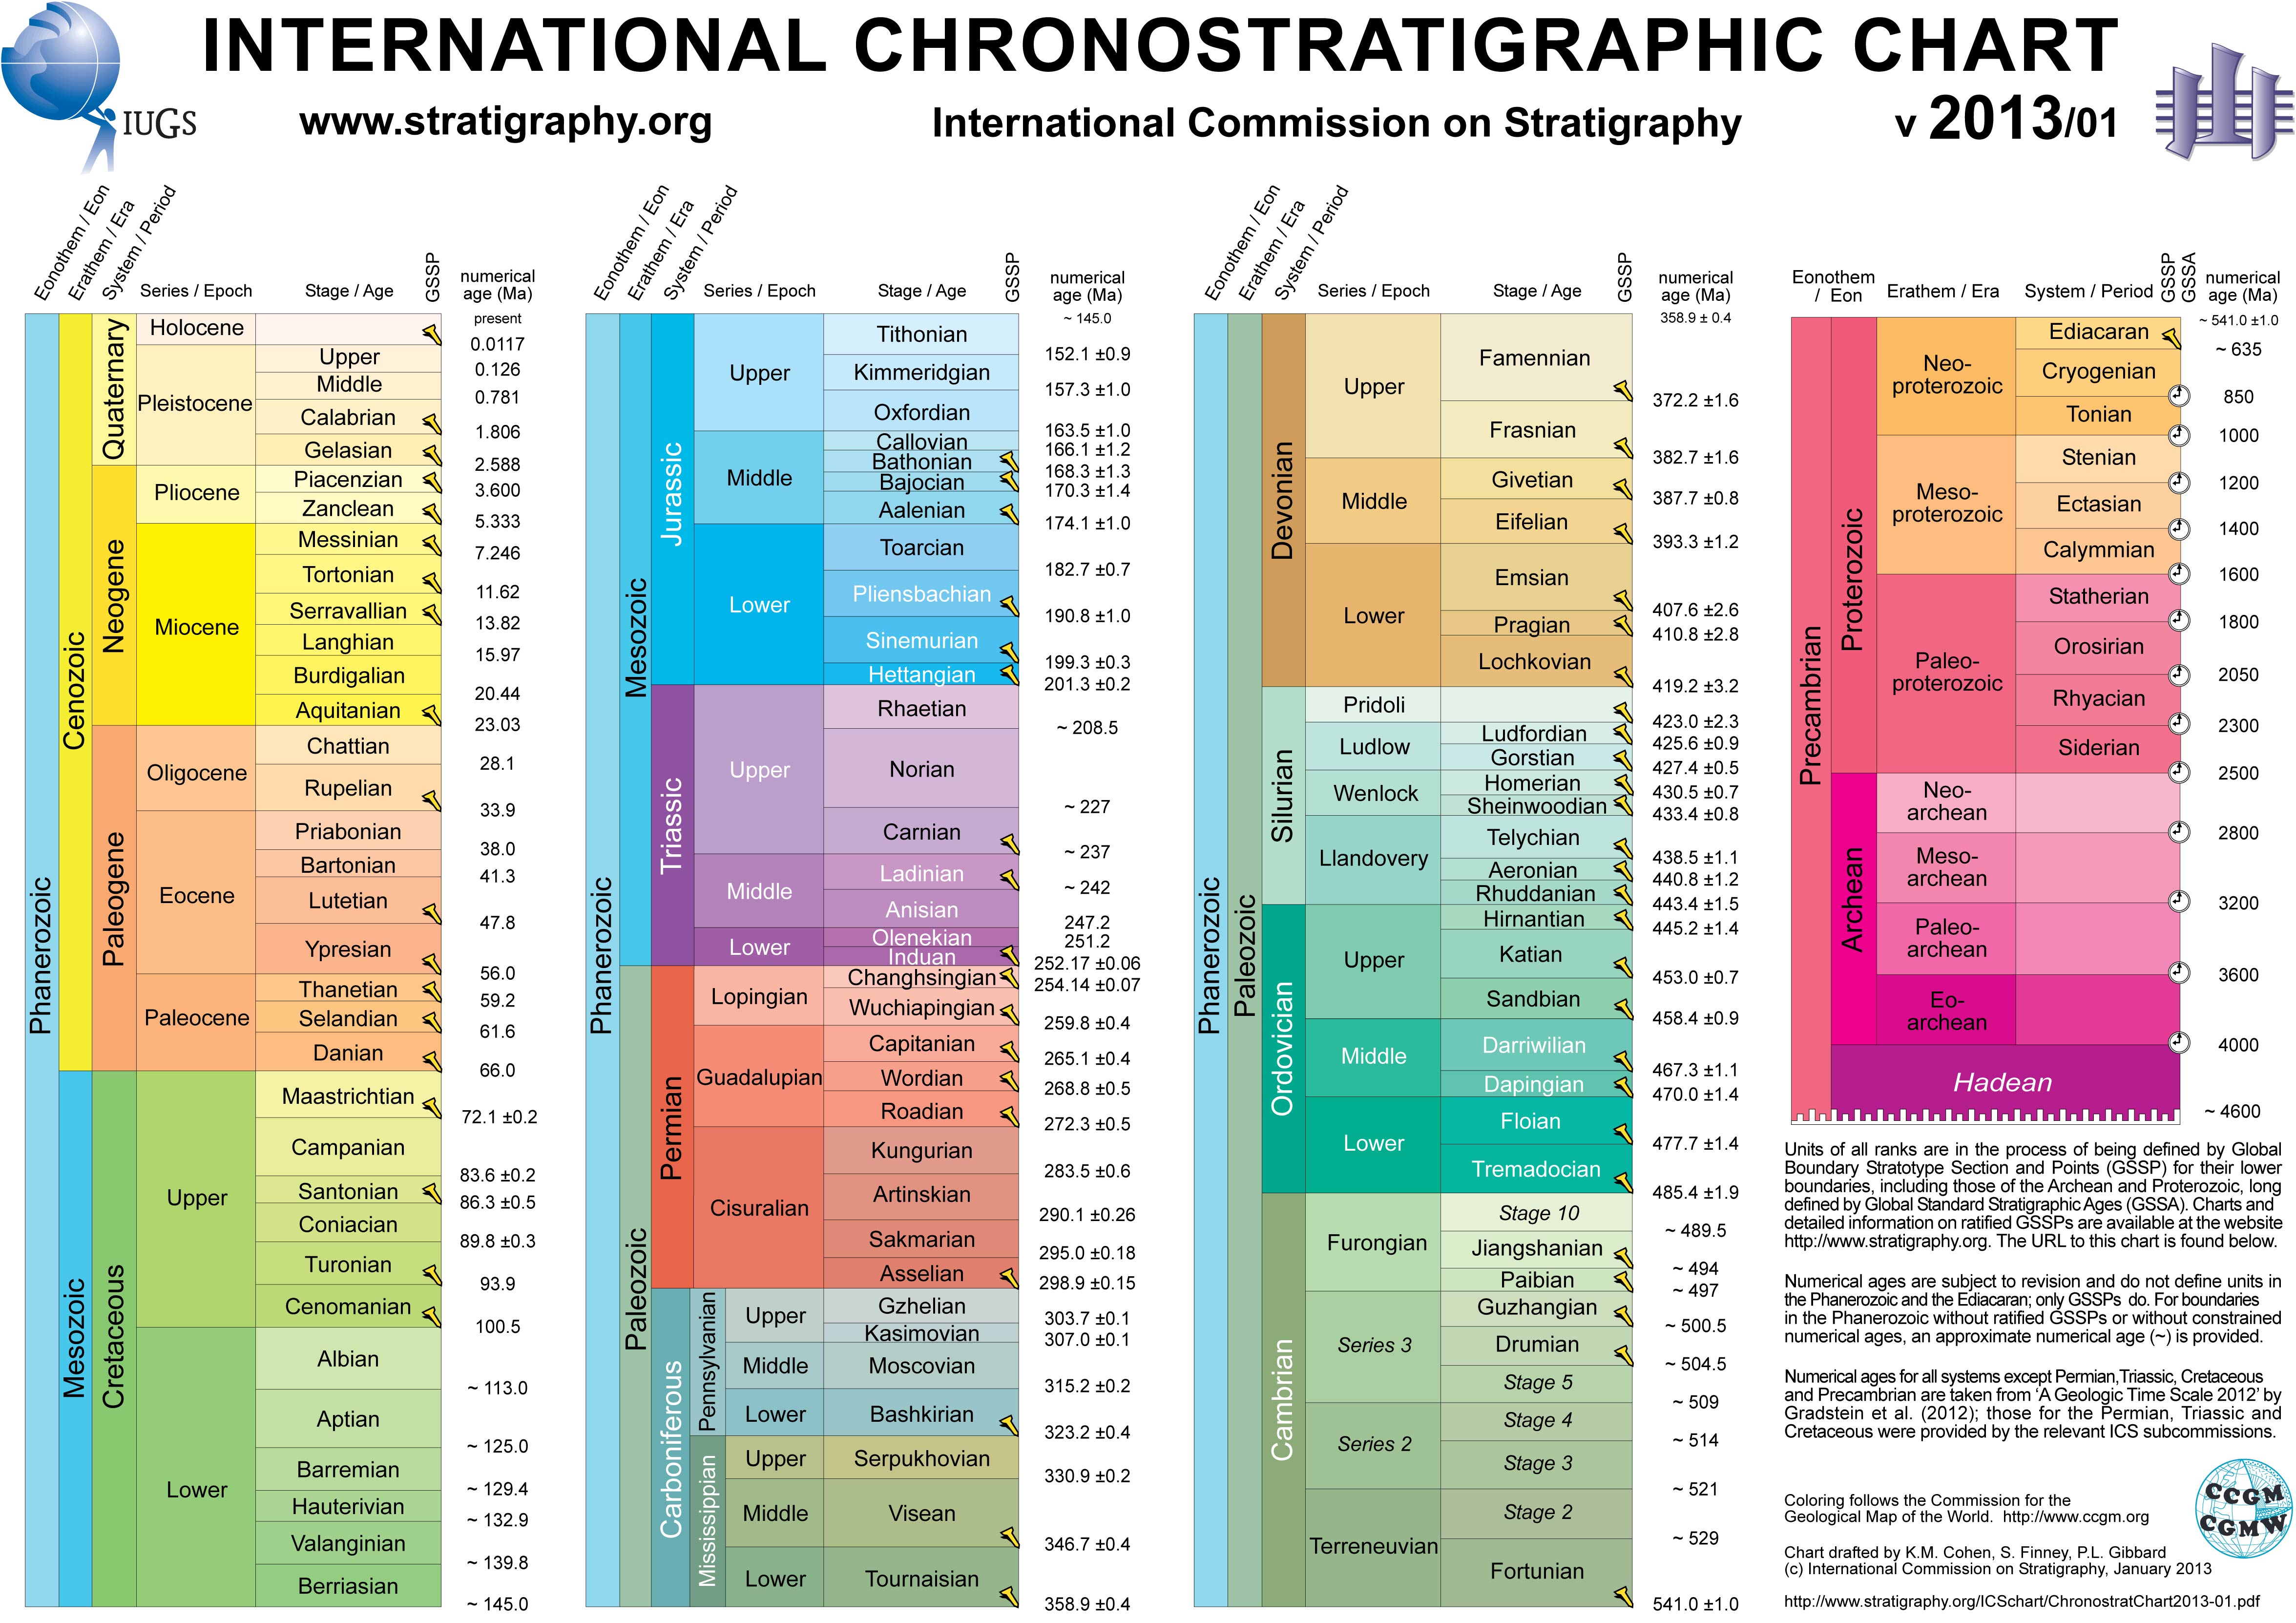 INTERNATIONAL CHRONOSTRATIGRAPHIC CHART
IUGS
www.stratigraphy.org
International Commission on Stratigraphy
v 2013/01
Eonothem / Eon
Erathem / Era
System / Period
Series / Epoch
Stage / Age
GSSP
numerical
age (Ma)
Phanerozoic
Cenozoic
Quaternary
Holocene
present
0.0117
Pleistocene
Upper
0.126
Middle
0.781
Calabrian
1.806
Gelasian
2.588
Neogene
Pliocene
Piacenzian
3.600
Zanclean
5.333
Miocene
Messinian
7.246
Tortonian
11.62
Serravallian
13.82
Langhian
15.97
Burdigalian
20.44
Aquitanian
23.03
Paleogene
Oligocene
Chattian
28.1
Rupelian
33.9
Eocene
Priabonian
38.0
Bartonian
41.3
Lutetian
47.8
Ypresian
56.0
Paleocene
Thanetian
59.2
Selandian
61.6
Danian
66.0
Mesozoic
Cretaceous
Upper
Maastrichtian
72.1 ±0.2
Campanian
83.6 ±0.2
Santonian
86.3 ±0.5
Coniacian
89.8 ±0.3
Turonian
93.9
Cenomanian
100.5
Lower
Albian
~ 113.0
Aptian
~ 125.0
Barremian
~ 129.4
Hauterivian
~ 132.9
Valanginian
~ 139.8
Berriasian
~ 145.0
Eonothem / Eon
Erathem / Era
System / Period
Series / Epoch
Stage / Age
GSSP
numerical
age (Ma)
Phanerozoic
Mesozoic
Jurassic
~ 145.0
Upper
Tithonian
152.1 ±0.9
Kimmeridgian
157.3 ±1.0
Oxfordian
163.5 ±1.0
Middle
Callovian
166.1 ±1.2
Bathonian
168.3 ±1.3
Bajocian
170.3 ±1.4
Aalenian
174.1 ±1.0
Lower
Toarcian
182.7 ±0.7
Pliensbachian
190.8 ±1.0
Sinemurian
199.3 ±0.3
Hettangian
201.3 ±0.2
Triassic
Upper
Rhaetian
~ 208.5
Norian
~ 227
Carnian
~ 237
Middle
Ladinian
~ 242
Anisian
247.2
Lower
Olenekian
251.2
Induan
252.17 ±0.06
Paleozoic
Permian
Lopingian
Changhsingian
254.14 ±0.07
Wuchiapingian
259.8 ±0.4
Guadalupian
Capitanian
265.1 ±0.4
Wordian
268.8 ±0.5
Roadian
272.3 ±0.5
Cisuralian
Kungurian
283.5 ±0.6
Artinskian
290.1 ±0.26
Sakmarian
295.0 ±0.18
Asselian
298.9 ±0.15
Carboniferous
Pennsylvanian
Upper
Gzhelian
303.7 ±0.1
Kasimovian
307.0 ±0.1
Middle
Moscovian
315.2 ±0.2
Lower
Bashkirian
323.2 ±0.4
Mississippian
Upper
Serpukhovian
330.9 ±0.2
Middle
Visean
346.7 ±0.4
Lower
Tournaisian
358.9 ±0.4
Eonothem / Eon
Erathem / Era
System / Period
Series / Epoch
Stage / Age
GSSP
numerical
age (Ma)
Phanerozoic
Paleozoic
Devonian
358.9 ± 0.4
Upper
Famennian
372.2 ±1.6
Frasnian
382.7 ±1.6
Middle
Givetian
387.7 ±0.8
Eifelian
393.3 ±1.2
Lower
Emsian
407.6 ±2.6
Pragian
410.8 ±2.8
Lochkovian
419.2 ±3.2
Silurian
Pridoli
423.0 ±2.3
Ludlow
Ludfordian
425.6 ±0.9
Gorstian
427.4 ±0.5
Wenlock
Homerian
430.5 ±0.7
Sheinwoodian
433.4 ±0.8
Llandovery
Telychian
438.5 ±1.1
Aeronian
440.8 ±1.2
Rhuddanian
443.4 ±1.5
Ordovician
Upper
Hirnantian
445.2 ±1.4
Katian
453.0 ±0.7
Sandbian
458.4 ±0.9
Middle
Darriwilian
467.3 ±1.1
Dapingian
470.0 ±1.4
Lower
Floian
477.7 ±1.4
Tremadocian
485.4 ±1.9
Cambrian
Furongian
Stage 10
~ 489.5
Jiangshanian
~ 494
Paibian
~ 497
Series 3
Guzhangian
~ 500.5
Drumian
~ 504.5
Stage 5
~ 509
Series 2
Stage 4
~ 514
Stage 3
~ 521
Terreneuvian
Stage 2
~ 529
Fortunian
541.0 ±1.0
Eonothem
/ Eon
Erathem / Era
System / Period
GSSP
GSSA
numerical
age (Ma)
Precambrian
Proterozoic
~ 541.0 ±1.0
Neo-
proterozoic
Ediacaran
~ 635
Cryogenian
850
Tonian
1000
Meso-
proterozoic
Stenian
1200
Ectasian
1400
Calymmian
1600
Paleo-
proterozoic
Statherian
1800
Orosirian
2050
Rhyacian
2300
Siderian
2500
Archean
Neo-
archean
2800
Meso-
archean
3200
Paleo-
archean
3600
Eo-
archean
4000
Hadean
~ 4600
Units of all ranks are in the process of being defined by Global
Boundary Stratotype Section and Points (GSSP) for their lower
boundaries, including those of the Archean and Proterozoic, long
defined by Global Standard Stratigraphic Ages (GSSA). Charts and
detailed information on ratified GSSPs are available at the website
http://www.stratigraphy.org. The URL to this chart is found below.
Numerical ages are subject to revision and do not define units in
the Phanerozoic and the Ediacaran; only GSSPs do. For boundaries
in the Phanerozoic without ratified GSSPs or without constrained
numerical ages, an approximate numerical age (~) is provided.
Numerical ages for all systems except Permian,Triassic, Cretaceous
and Precambrian are taken from ‘A Geologic Time Scale 2012’ by
Gradstein et al. (2012); those for the Permian, Triassic and
Cretaceous were provided by the relevant ICS subcommissions.
Coloring follows the Commission for the
Geological Map of the World. http://www.ccgm.org
CCGM
CGMW
Chart drafted by K.M. Cohen, S. Finney, P.L. Gibbard
(c) International Commission on Stratigraphy, January 2013
http://www.stratigraphy.org/ICSchart/ChronostratChart2013-01.pdf